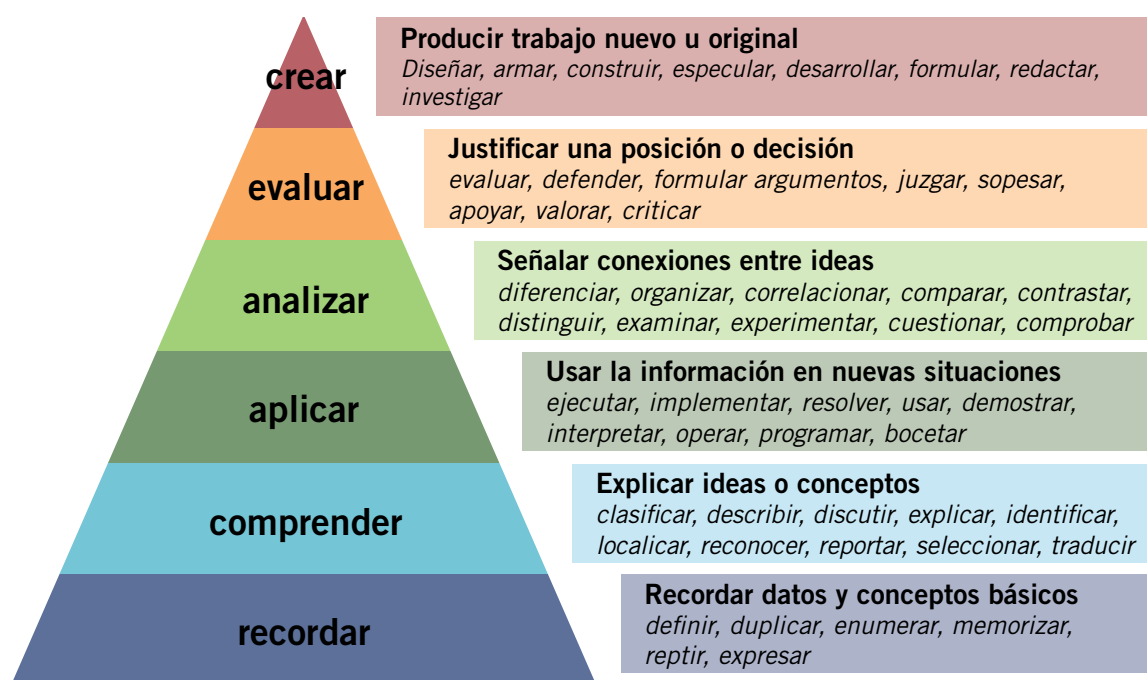 crear
Producir trabajo nuevo u original
Diseñar, armar, construir, especular, desarrollar, formular, redactar,
investigar
evaluar
Justificar una posición o decisión
evaluar, defender, formular argumentos, juzgar, sopesar,
apoyar, valorar, criticar
analizar
Señalar conexiones entre ideas
diferenciar, organizar, correlacionar, comparar, contrastar,
distinguir, examinar, experimentar, cuestionar, comprobar
aplicar
Usar la información en nuevas situaciones
ejecutar, implementar, resolver, usar, demostrar,
interpretar, operar, programar, bocetar
comprender
Explicar ideas o conceptos
clasificar, describir, discutir, explicar, identificar,
localicar, reconocer, reportar, seleccionar, traducir
recordar
Recordar datos y conceptos básicos
definir, duplicar, enumerar, memorizar,
reptir, expresar